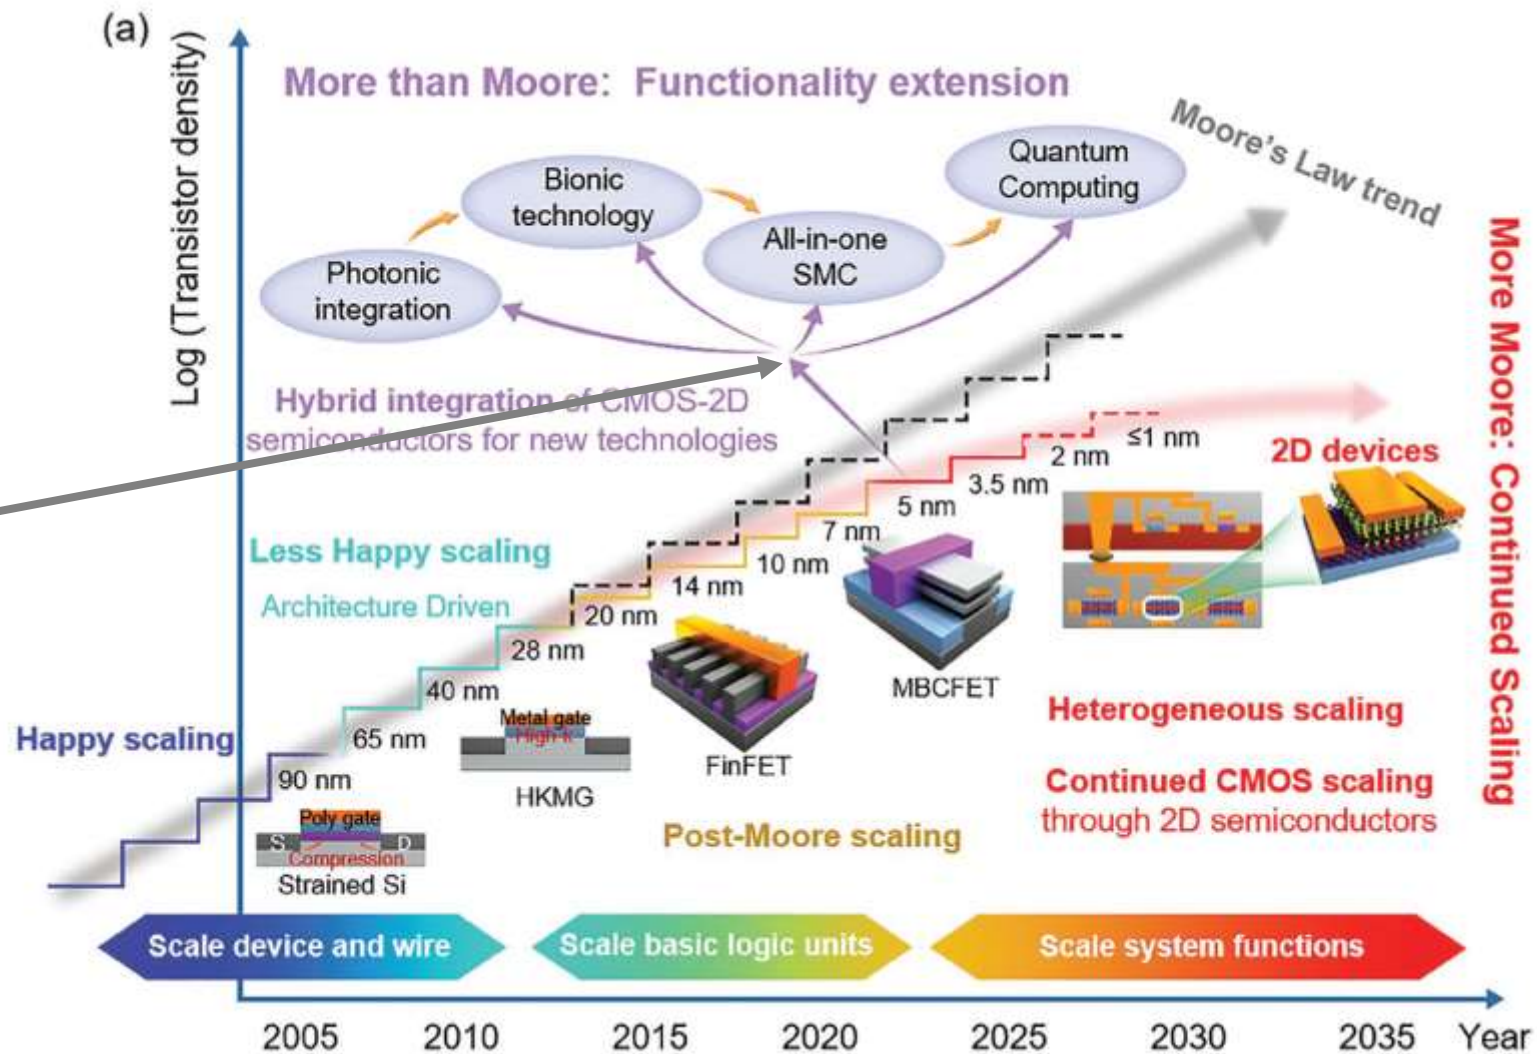 (a)
Log (Transistor density)
More than Moore: Functionality extension
Moore's Law trend
Quantum
Computing
Bionic
technology
All-in-one
SMC
Photonic
integration
Hybrid integration of CMOS-2D
semiconductors for new technologies
More Moore: Continued Scaling
≤1 nm
2 nm
3.5 nm
5 nm
7 nm
10 nm
14 nm
20 nm
28 nm
40 nm
65 nm
90 nm
2D devices
Less Happy scaling
Architecture Driven
Happy scaling
MBCFET
FinFET
Metal gate
High-k
HKMG
Poly gate
S
D
Compression
Strained Si
Heterogeneous scaling
Continued CMOS scaling
through 2D semiconductors
Post-Moore scaling
Scale device and wire
Scale basic logic units
Scale system functions
2005 2010 2015 2020 2025 2030 2035 Year